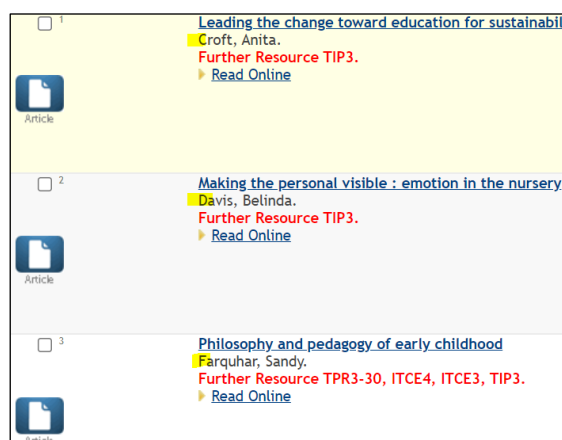 1
Leading the change toward education for
Croft, Anita.
Further Resource TIP3.
Read Online
Article
2
Making the personal visible : emotion in the nursery
Davis, Belinda.
Further Resource TIP3.
Read Online
Article
3
Philosophy and pedagogy of early childhood
Farquhar, Sandy.
Further Resource TPR3-30, ITCE4, ITCE3, TIP3.
Read Online